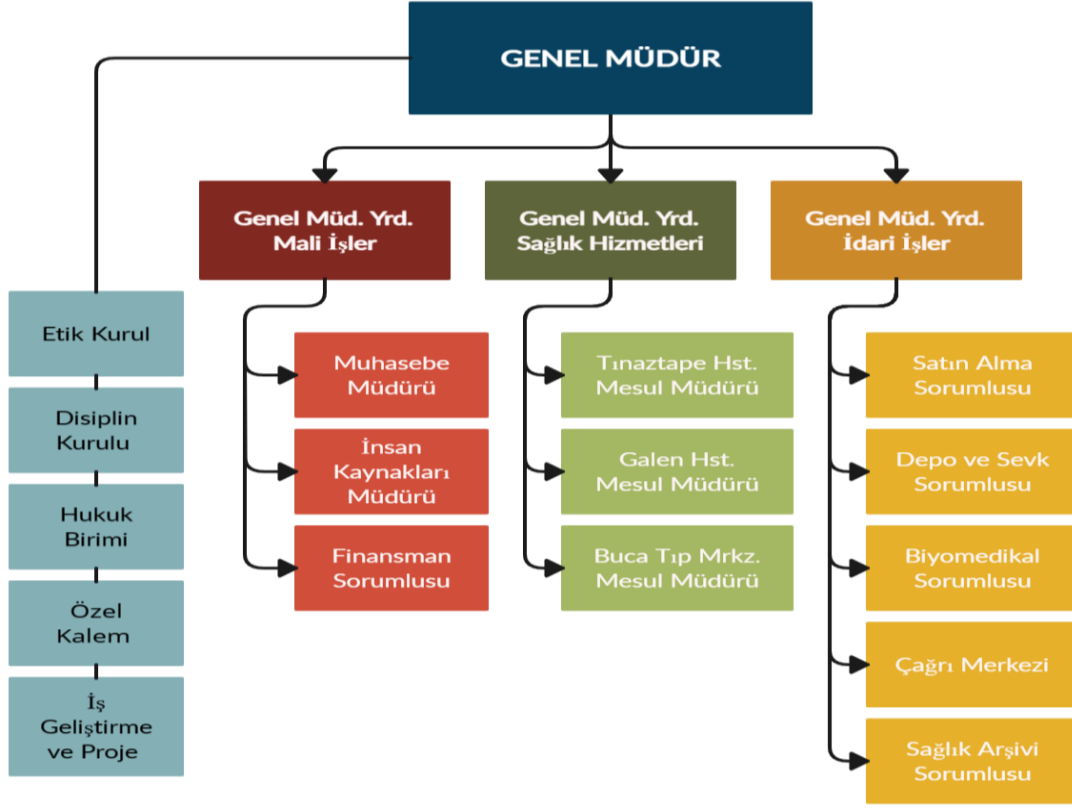 GENEL MÜDÜR
Genel Müd. Yrd.
Mali İşler
Genel Müd. Yrd.
Sağlık Hizmetleri
Genel Müd. Yrd.
İdari İşler
Etik Kurul
Disiplin
Kurulu
Hukuk
Birimi
Özel
Kalem
İş
Geliştirme
ve Proje
Muhasebe
Müdürü
İnsan
Kaynakları
Müdürü
Finansman
Sorumlusu
Tınaztape Hst.
Mesul Müdürü
Galen Hst.
Mesul Müdürü
Buca Tıp Mrkz.
Mesul Müdürü
Satın Alma
Sorumlusu
Depo ve Sevk
Sorumlusu
Biyomedikal
Sorumlusu
Çağrı Merkezi
Sağlık Arşivi
Sorumlusu